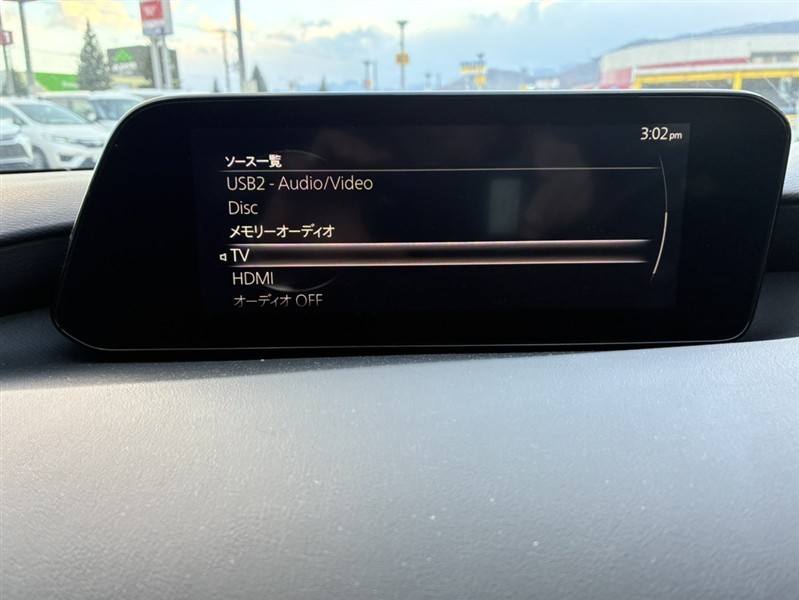 3:02pm
ソース一覧
USB2 - Audio/Video
Disc
メモリーオーディオ
TV
HDMI
オーディオ OFF